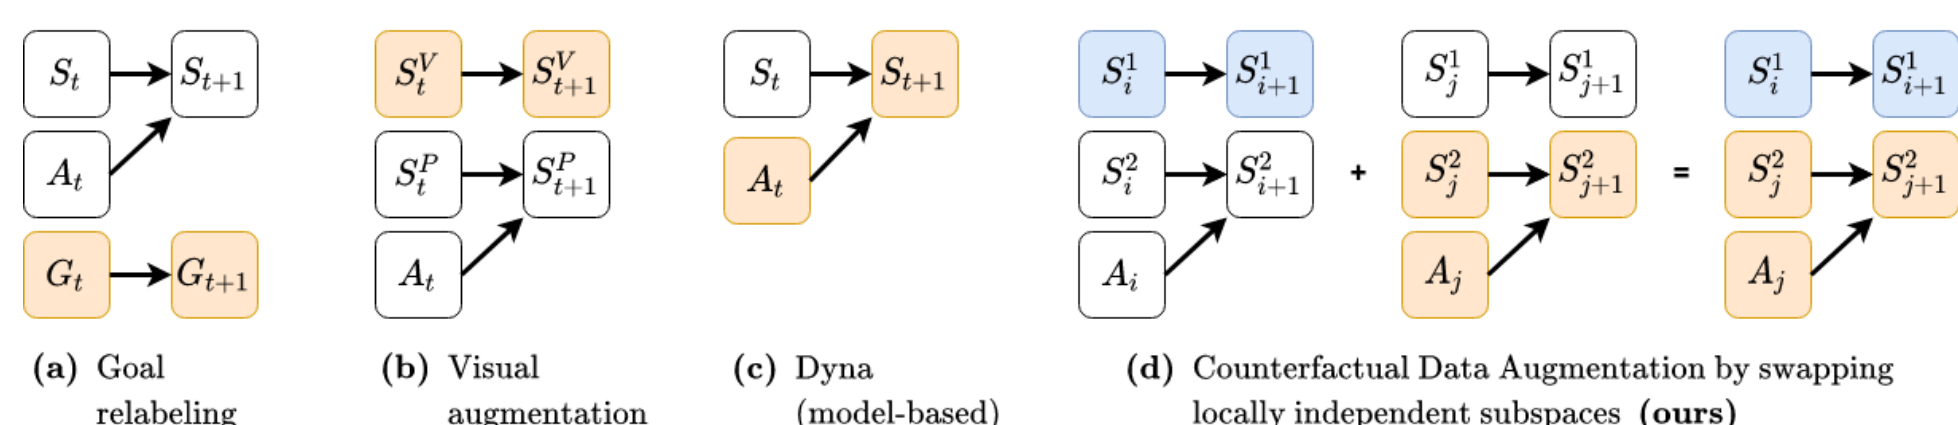 S_t S_{t+1} S_t^V S_{t+1}^V S_t S_{t+1} S_i^1 S_{i+1}^1 S_j^1 S_{j+1}^1 S_i^1 S_{i+1}^1
A_t S_t^P S_{t+1}^P A_t S_i^2 S_{i+1}^2 + S_j^2 S_{j+1}^2 = S_j^2 S_{j+1}^2
G_t G_{t+1} A_t A_i A_j A_j
(a) Goal relabeling
(b) Visual augmentation
(c) Dyna (model-based)
(d) Counterfactual Data Augmentation by swapping
locally independent subspaces (ours)